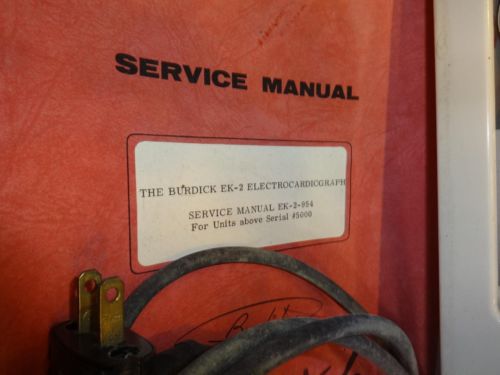 SERVICE MANUAL
THE BURDICK EK-2 ELECTROCARDIOGRAPH
SERVICE MANUAL EK-2-954
For Units above Serial #5000